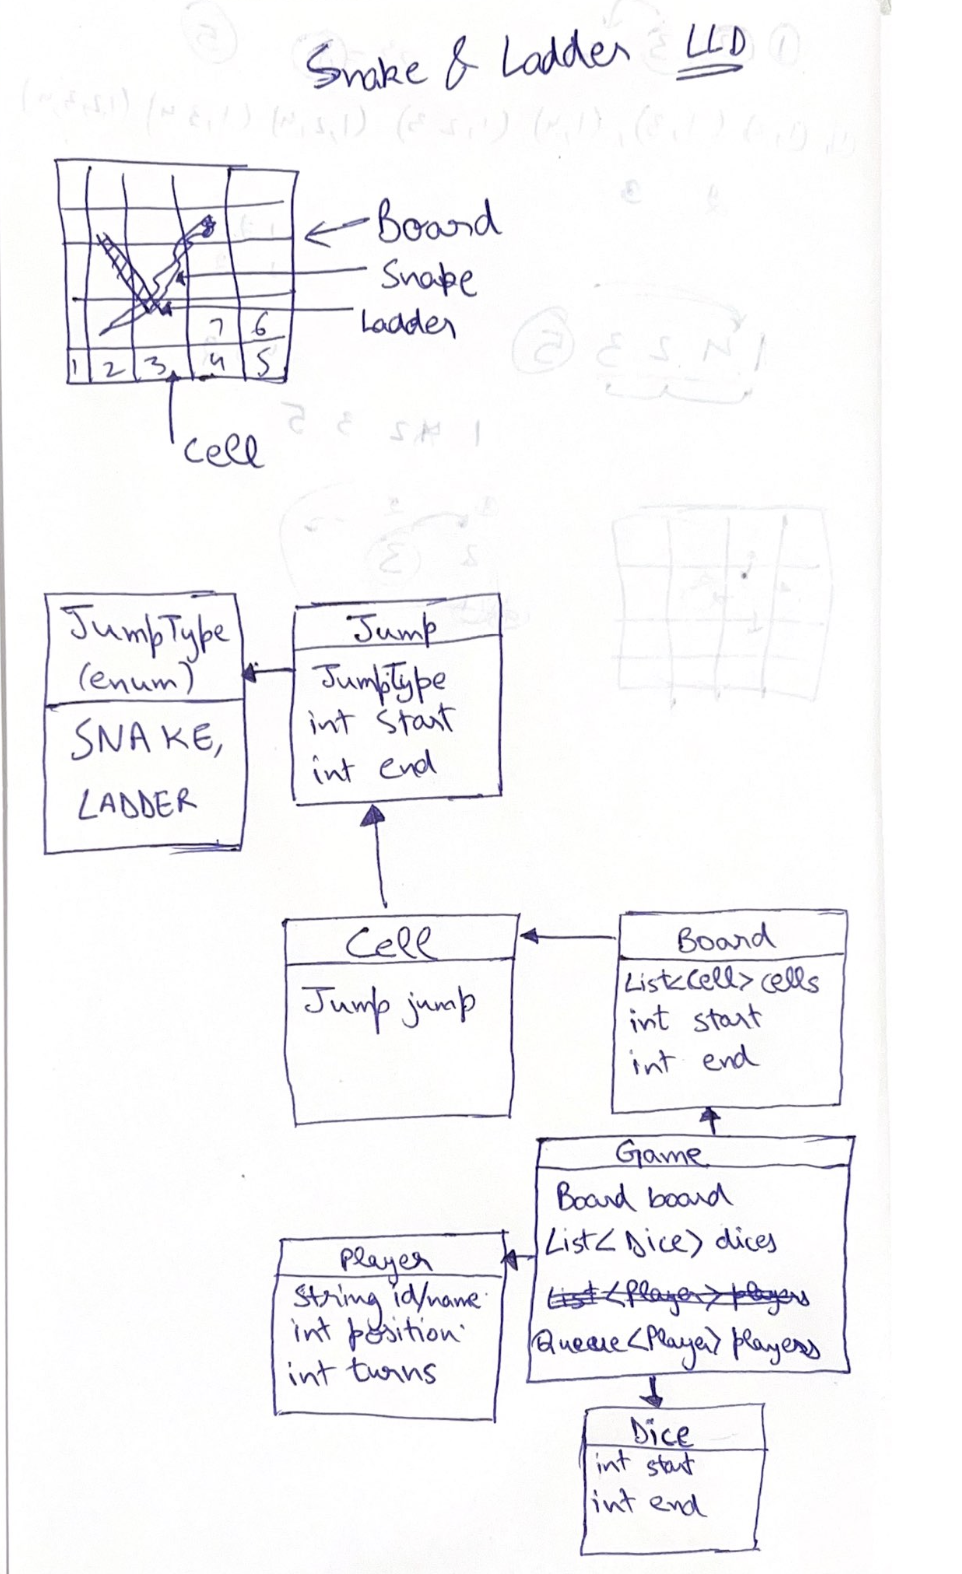 Snake & Ladder LLD
Board
Snake
Ladder
7 6
1 2 3 4 5
Cell
JumpType
(enum)
SNAKE,
LADDER
Jump
JumpType
int start
int end
Cell
Jump jump
Board
List<Cell> cells
int start
int end
Game
Board board
List<Dice> dices
List<Player> players
Queue<Player> players
Player
String id/name
int position
int turns
Dice
int start
int end